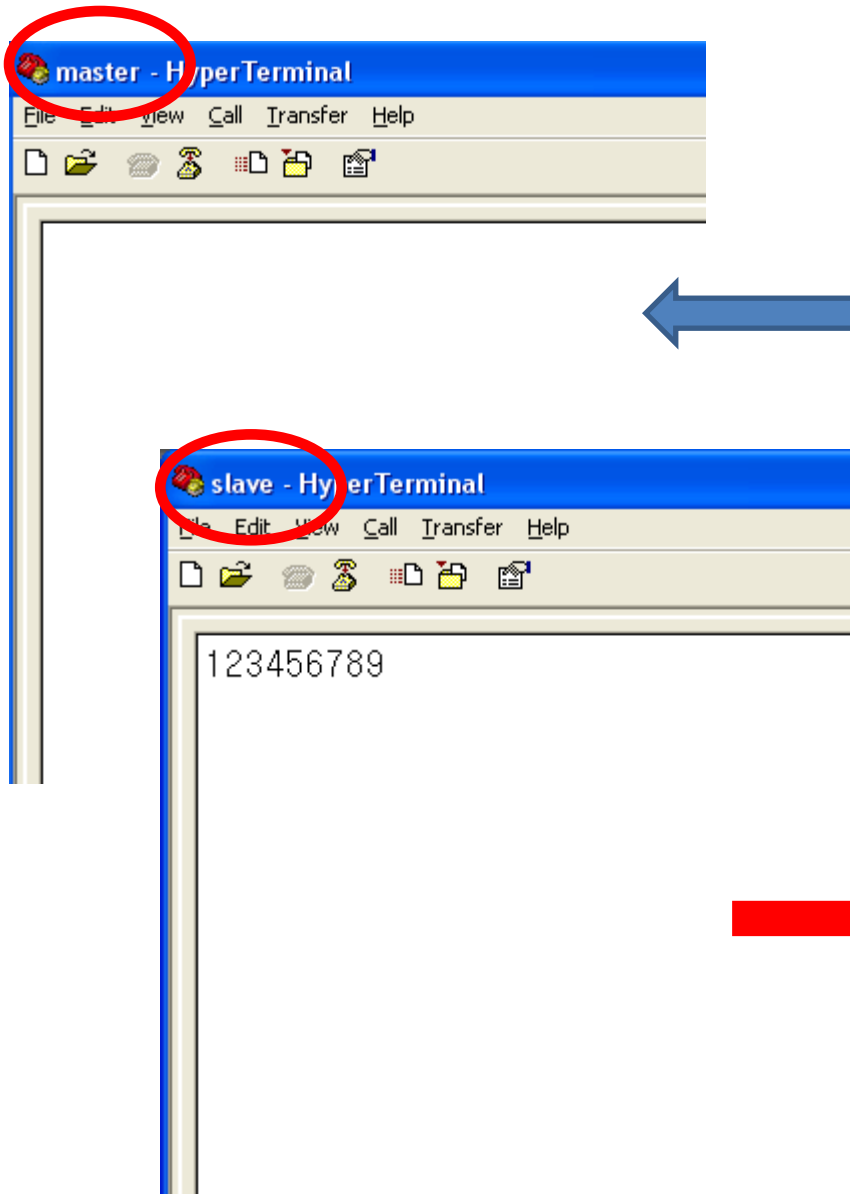 master - HyperTerminal
File Edit View Call Transfer Help
slave - HyperTerminal
File Edit View Call Transfer Help
123456789